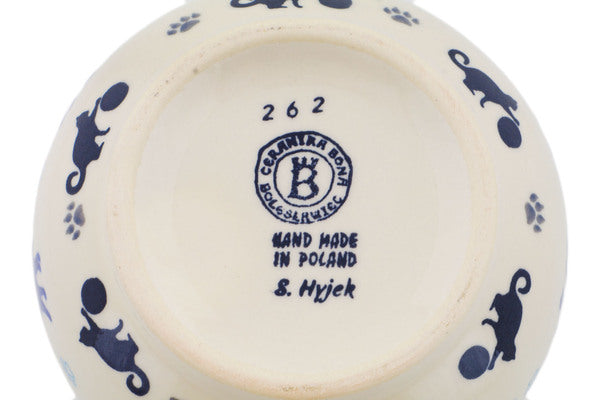 262
CERAMIKA BONA
B
BOLESŁAWIEC
HAND MADE
IN POLAND
S. Hyjek